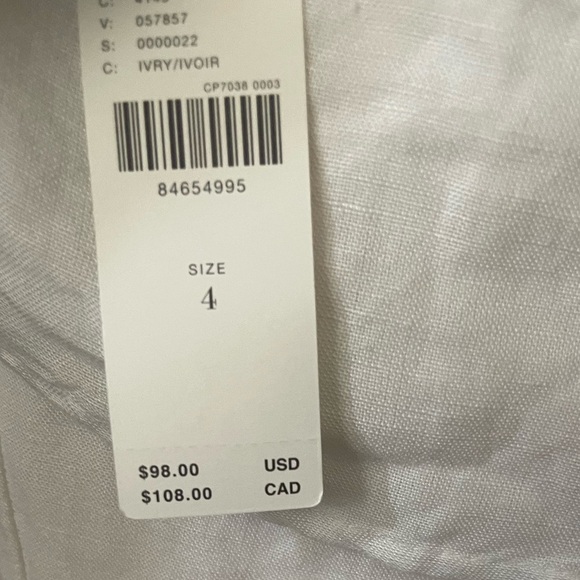 V: 057857
S: 0000022
C: IVRY/IVOIR
CP7038 0003
84654995
SIZE
4
$98.00 USD
$108.00 CAD